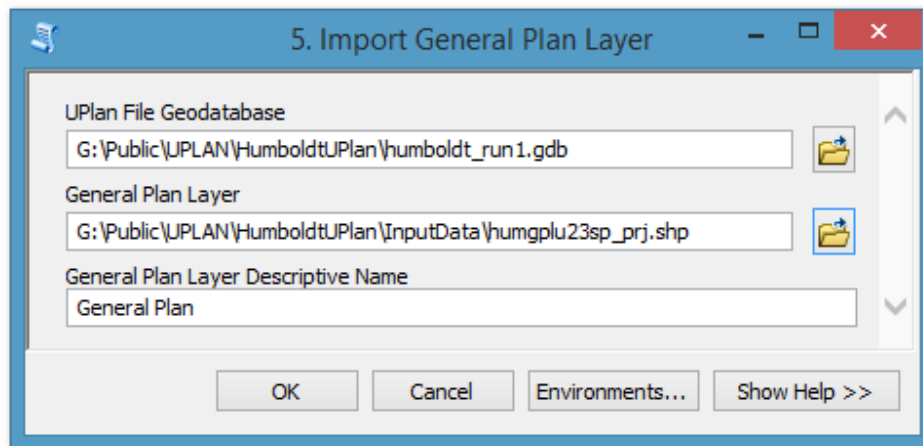 5. Import General Plan Layer
UPlan File Geodatabase
G:\Public\UPLAN\HumboldtUPlan\humboldt_run1.gdb
General Plan Layer
G:\Public\UPLAN\HumboldtUPlan\InputData\humgplu23sp_prj.shp
General Plan Layer Descriptive Name
General Plan
OK Cancel Environments... Show Help >>